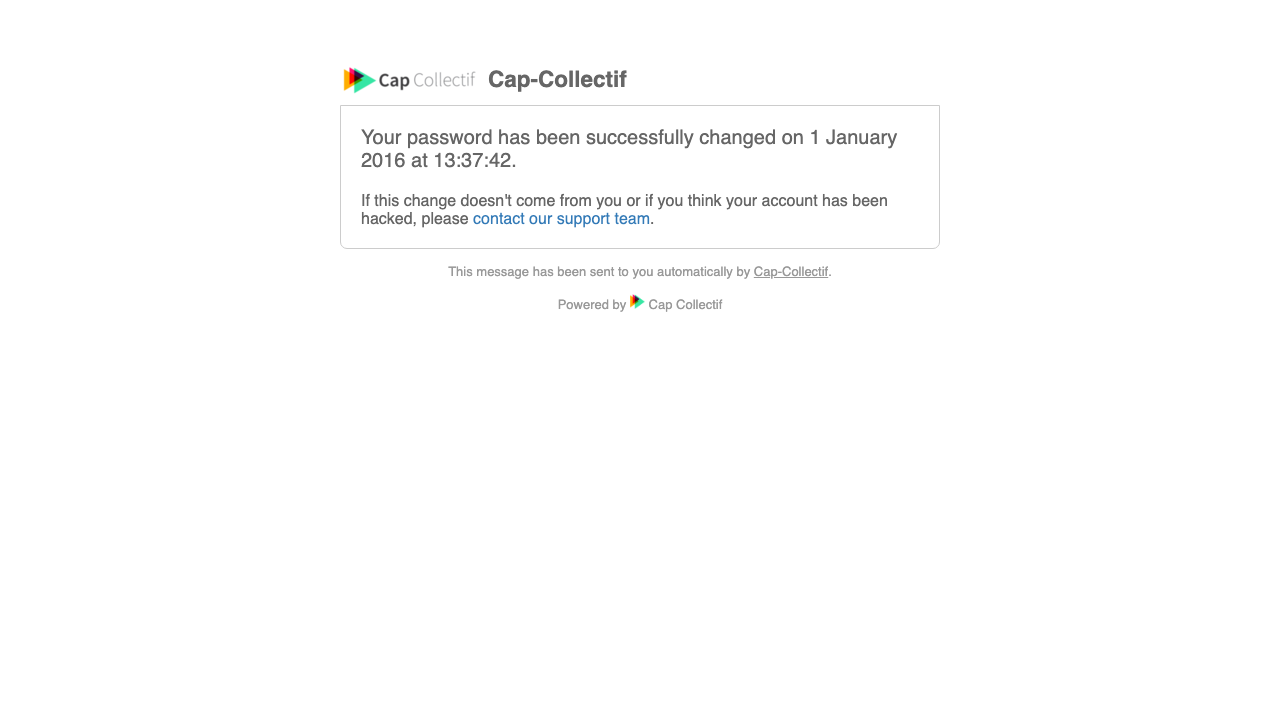 Cap Collectif Cap-Collectif
Your password has been successfully changed on 1 January
2016 at 13:37:42.
If this change doesn't come from you or if you think your account has been
hacked, please contact our support team.
This message has been sent to you automatically by Cap-Collectif.
Powered by Cap Collectif